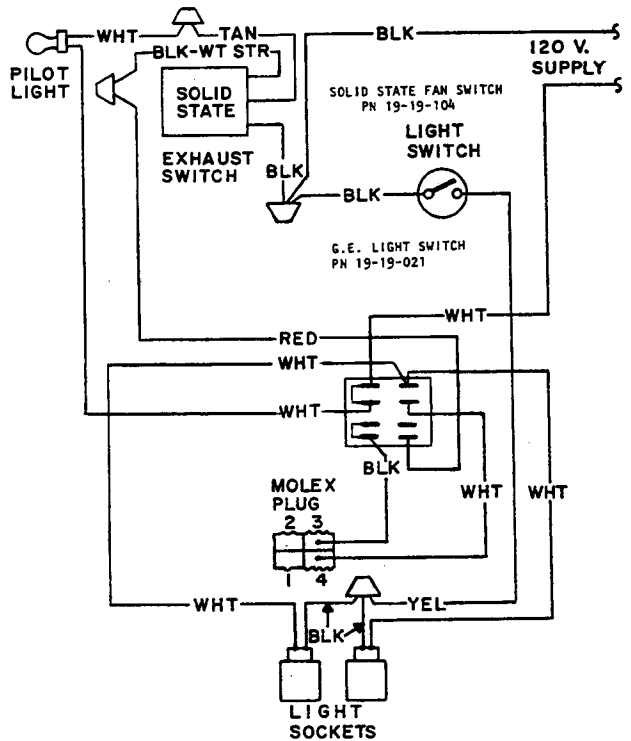 WHT
TAN
BLK
BLK-WT STR
120 V.
SUPPLY
PILOT
LIGHT
SOLID
STATE
SOLID STATE FAN SWITCH
PN 19-19-104
LIGHT
SWITCH
EXHAUST
SWITCH
BLK
BLK
G.E. LIGHT SWITCH
PN 19-19-021
WHT
RED
WHT
WHT
BLK
MOLEX
PLUG
WHT
WHT
2 3
1 4
WHT
YEL
BLK
LIGHT
SOCKETS